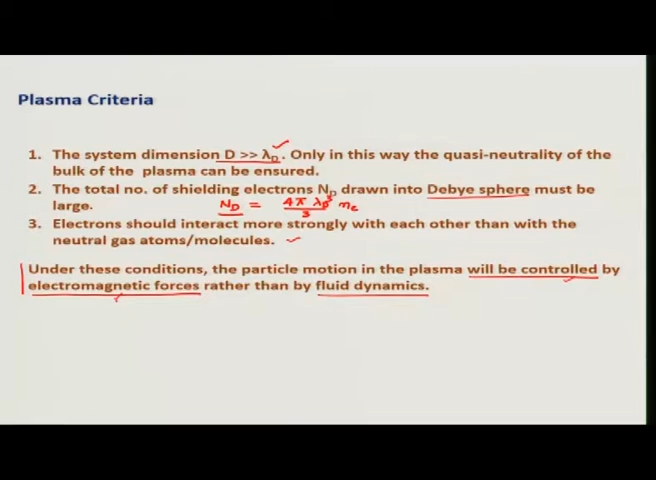 Plasma Criteria
1. The system dimension D >> λD. Only in this way the quasi-neutrality of the
bulk of the plasma can be ensured.
2. The total no. of shielding electrons ND drawn into Debye sphere must be
large.
ND = 4π/3 λD³ ne
3. Electrons should interact more strongly with each other than with the
neutral gas atoms/molecules.
Under these conditions, the particle motion in the plasma will be controlled by
electromagnetic forces rather than by fluid dynamics.